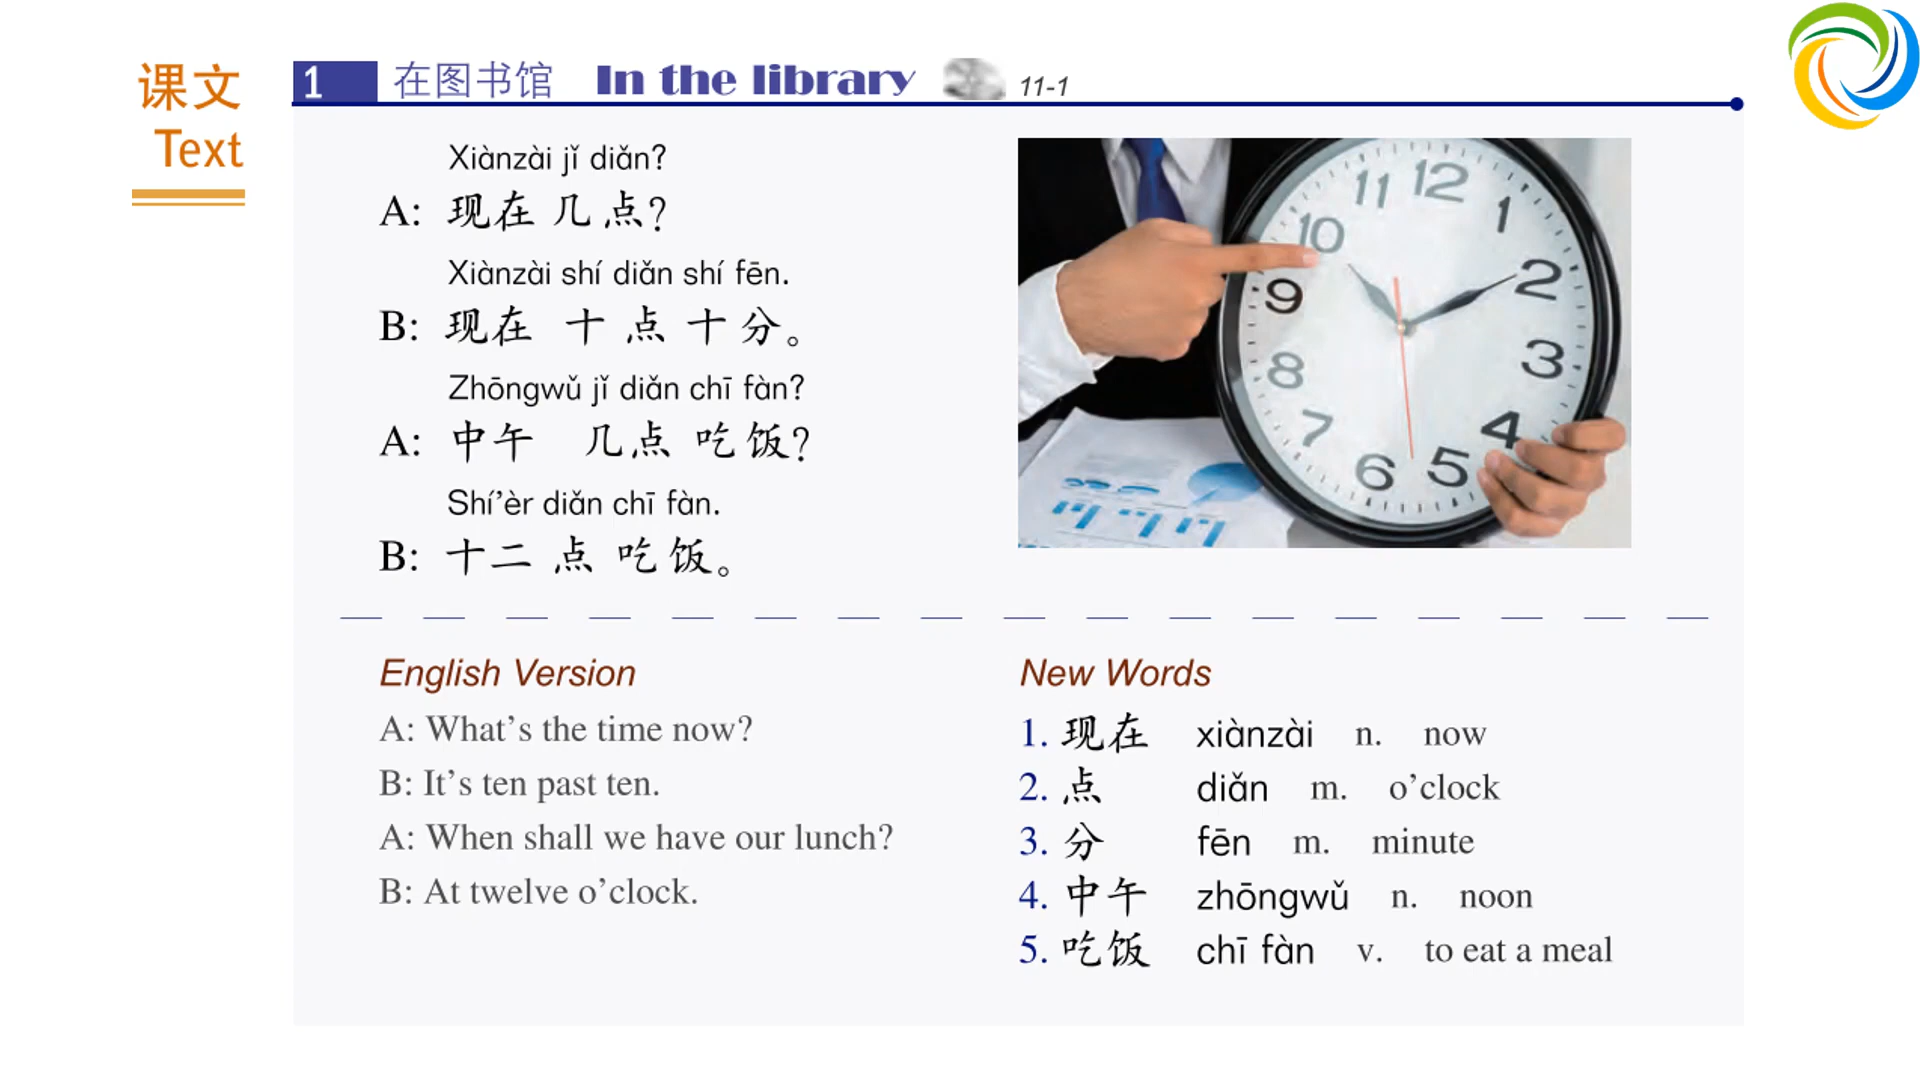 课文
Text
1 在图书馆 In the library 11-1
Xiànzài jǐ diǎn?
A: 现在 几 点?
Xiànzài shí diǎn shí fēn.
B: 现在 十 点 十 分。
Zhōngwǔ jǐ diǎn chī fàn?
A: 中午 几点 吃 饭?
Shí’èr diǎn chī fàn.
B: 十二 点 吃 饭。
12
1
2
3
4
5
6
7
8
9
10
11
English Version
A: What’s the time now?
B: It’s ten past ten.
A: When shall we have our lunch?
B: At twelve o’clock.
New Words
1. 现在 xiànzài n. now
2. 点 diǎn m. o’clock
3. 分 fēn m. minute
4. 中午 zhōngwǔ n. noon
5. 吃饭 chī fàn v. to eat a meal